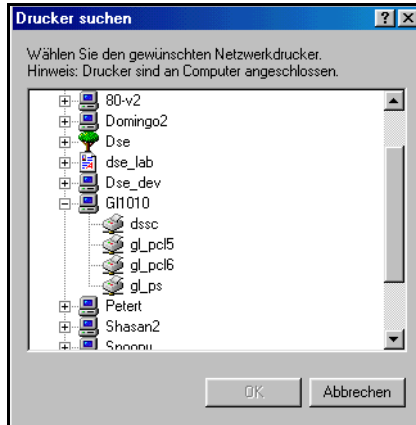 Drucker suchen
Wählen Sie den gewünschten Netzwerkdrucker.
Hinweis: Drucker sind an Computer angeschlossen.
80-v2
Domingo2
Dse
dse_lab
Dse_dev
Gl1010
dssc
gl_pcl5
gl_pcl6
gl_ps
Petert
Shasan2
Snoopy
OK
Abbrechen